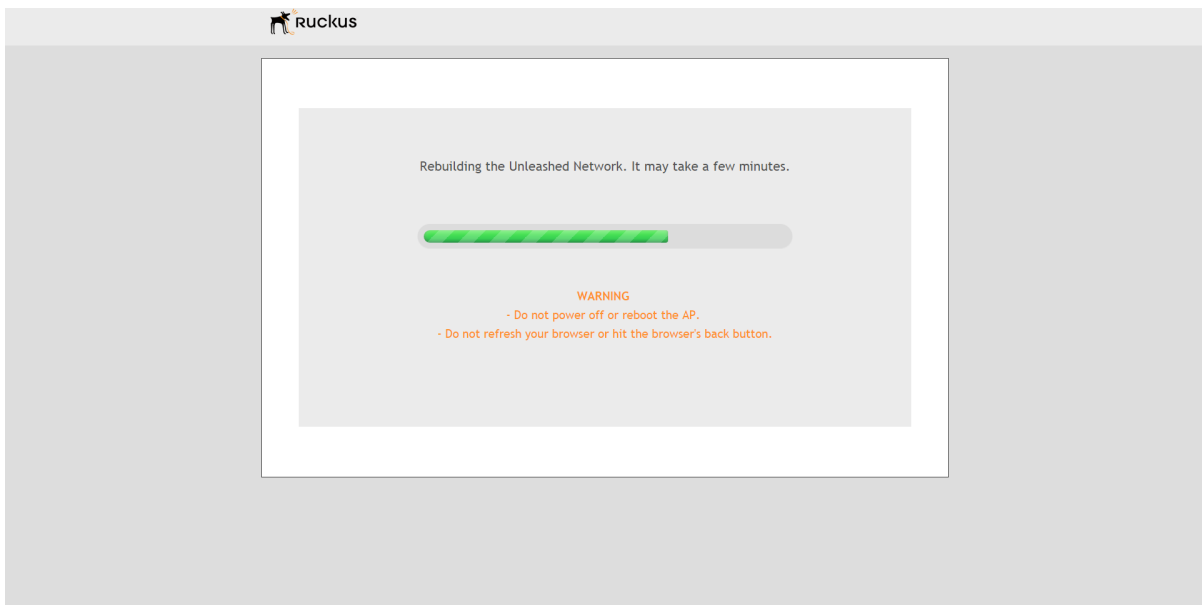 Ruckus
Rebuilding the Unleashed Network. It may take a few minutes.
WARNING
- Do not power off or reboot the AP.
- Do not refresh your browser or hit the browser's back button.